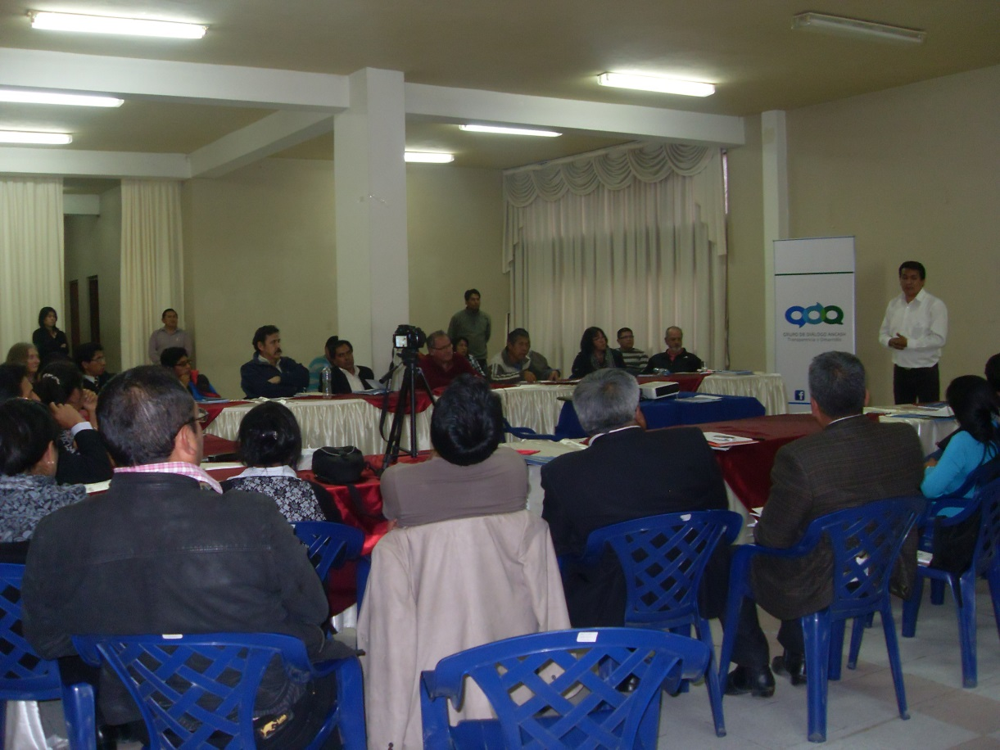 GDA
GRUPO DE DIÁLOGO ANCASH
Transparencia y Desarrollo
f